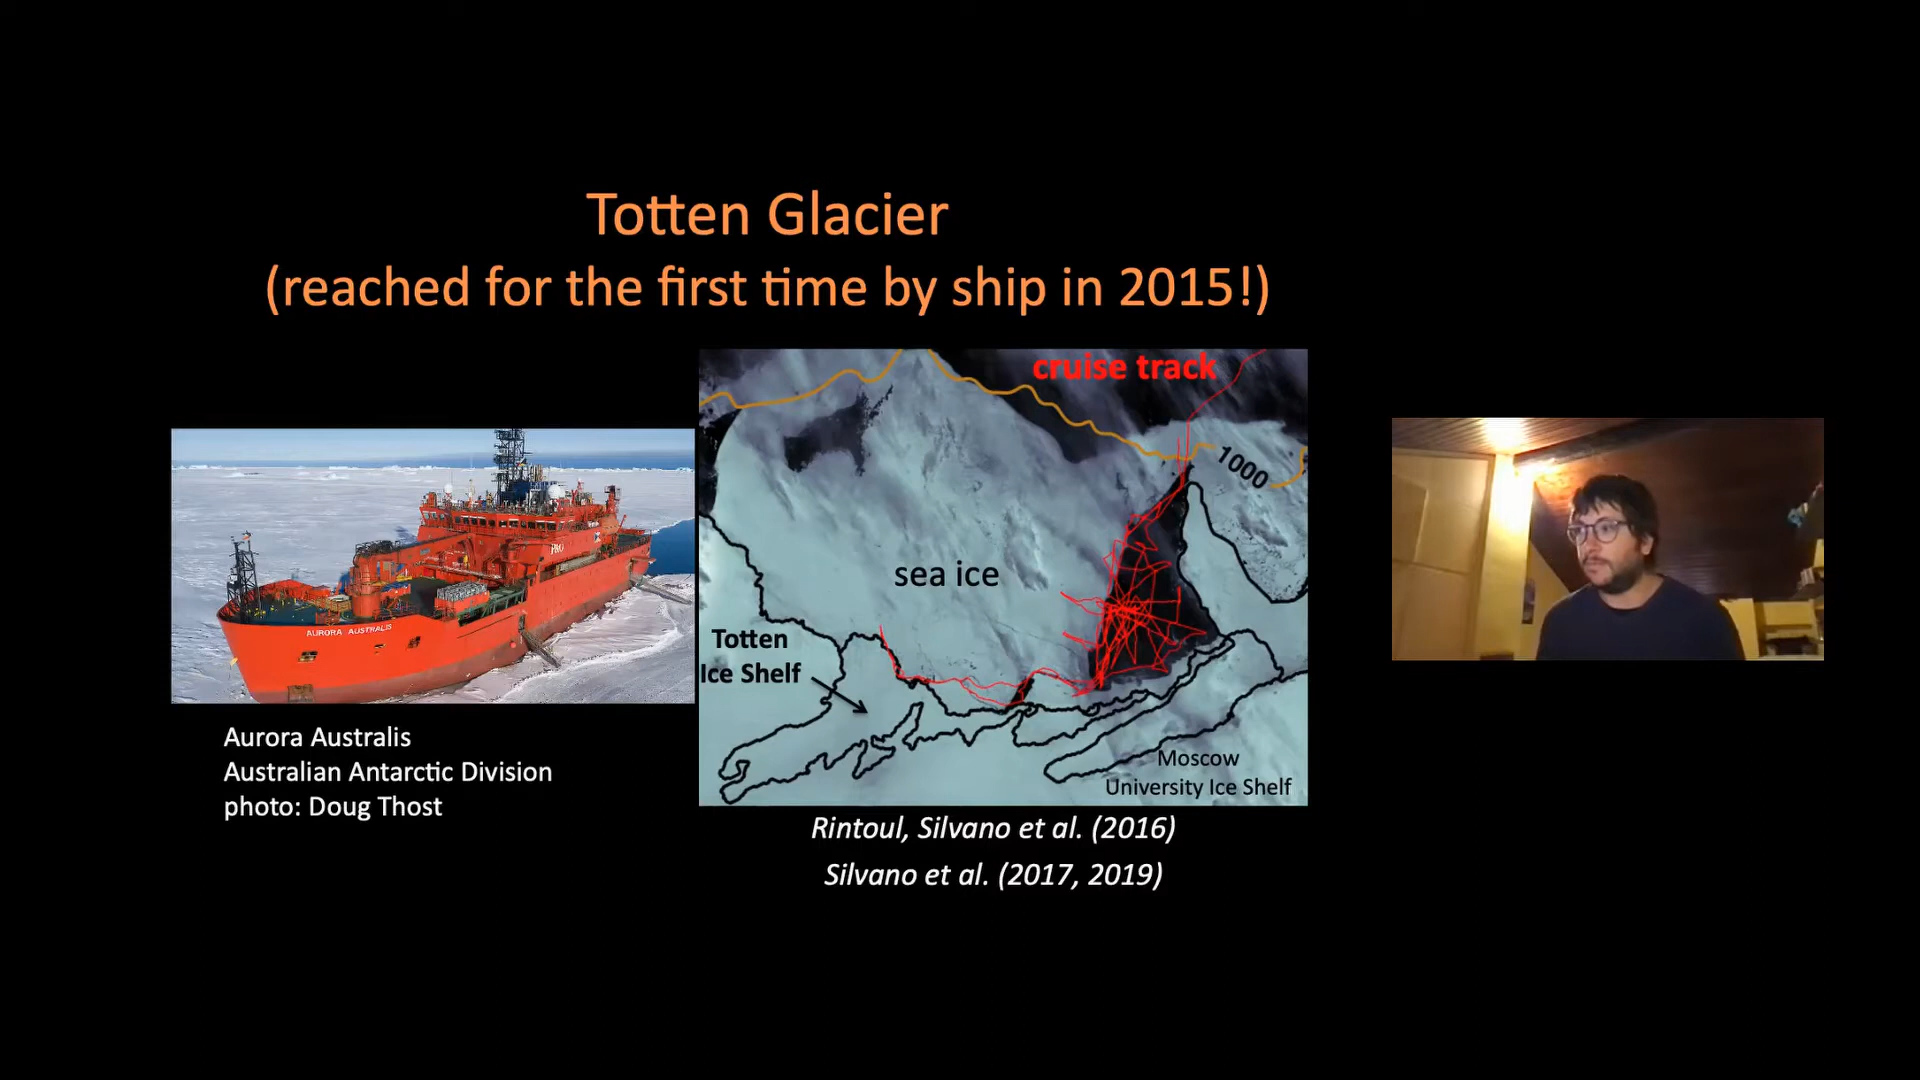 Totten Glacier
(reached for the first time by ship in 2015!)
cruise track
1000
sea ice
Totten
Ice Shelf
Moscow
University Ice Shelf
P&O
AURORA AUSTRALIS
Aurora Australis
Australian Antarctic Division
photo: Doug Thost
Rintoul, Silvano et al. (2016)
Silvano et al. (2017, 2019)